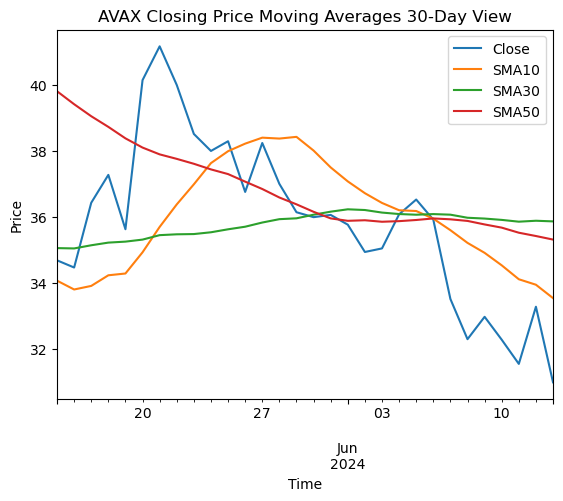 AVAX Closing Price Moving Averages 30-Day View
Close
SMA10
SMA30
SMA50
Price
40
38
36
34
32
20
27
03
10
Jun
2024
Time